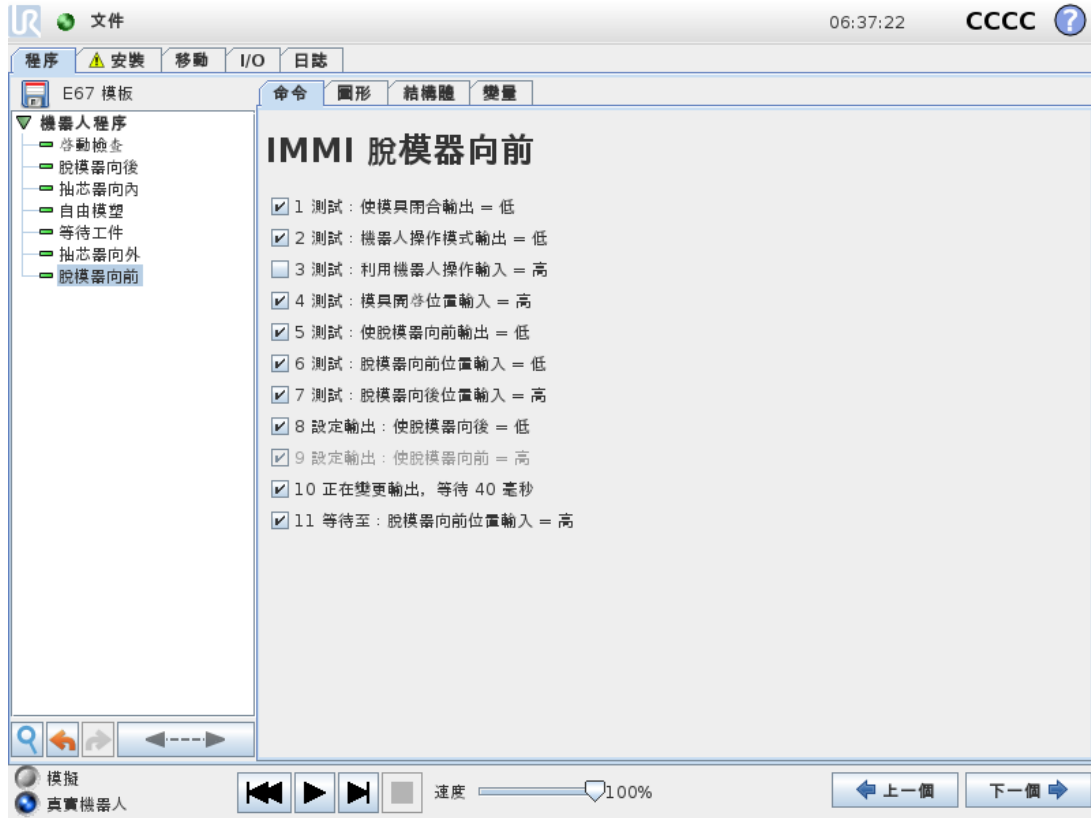 UR 文件 06:37:22 CCCC ?
程序 安裝 移動 I/O 日誌
E67 模板
命令 圖形 結構體 變量
機器人程序
啓動檢查
脫模器向後
抽芯器向內
自由模塑
等待工件
抽芯器向外
脫模器向前
IMMI 脫模器向前
1 測試：使模具閉合輸出 = 低
2 測試：機器人操作模式輸出 = 低
3 測試：利用機器人操作輸入 = 高
4 測試：模具開啓位置輸入 = 高
5 測試：使脫模器向前輸出 = 低
6 測試：脫模器向前位置輸入 = 低
7 測試：脫模器向後位置輸入 = 高
8 設定輸出：使脫模器向後 = 低
9 設定輸出：使脫模器向前 = 高
10 正在變更輸出，等待 40 毫秒
11 等待至：脫模器向前位置輸入 = 高
模擬
真實機器人
速度 100%
上一個 下一個